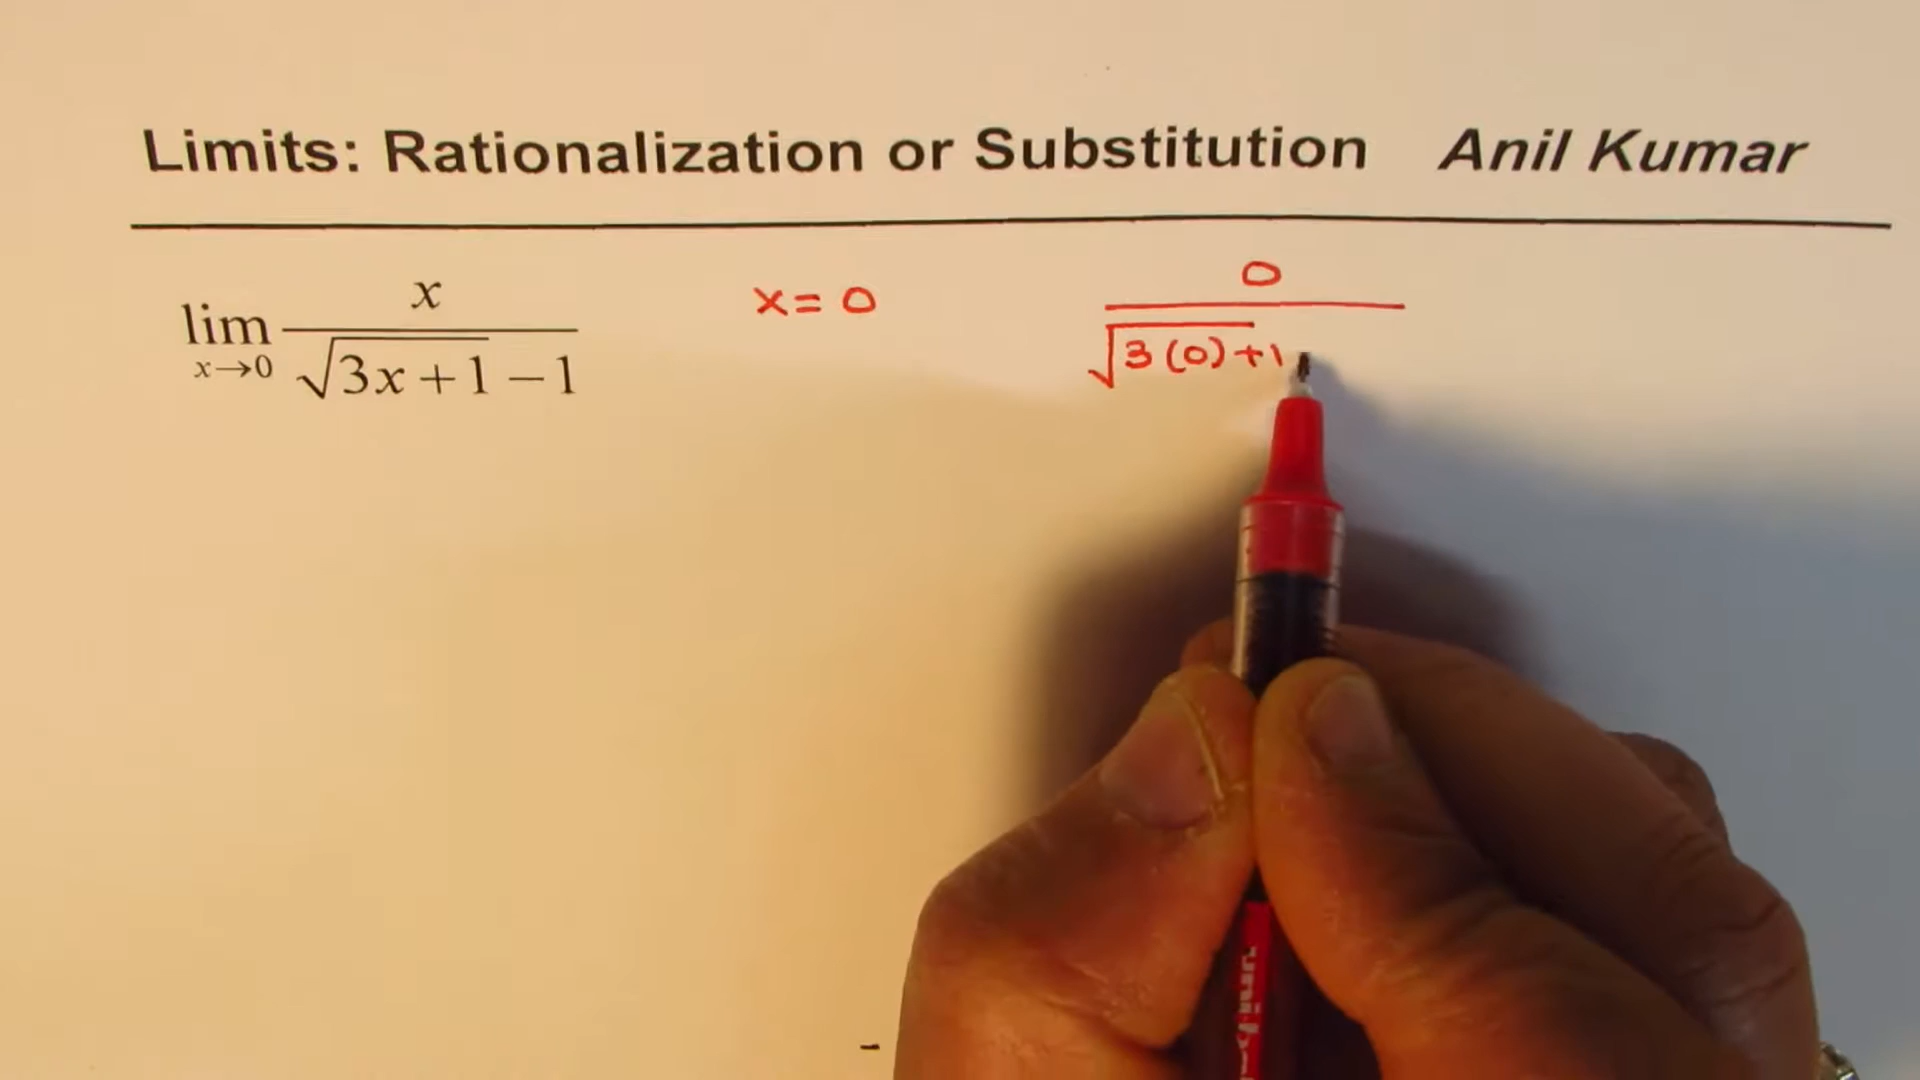 Limits: Rationalization or Substitution Anil Kumar
lim x→0 x / √(3x+1) −1
x = 0
0 / √3(0)+1